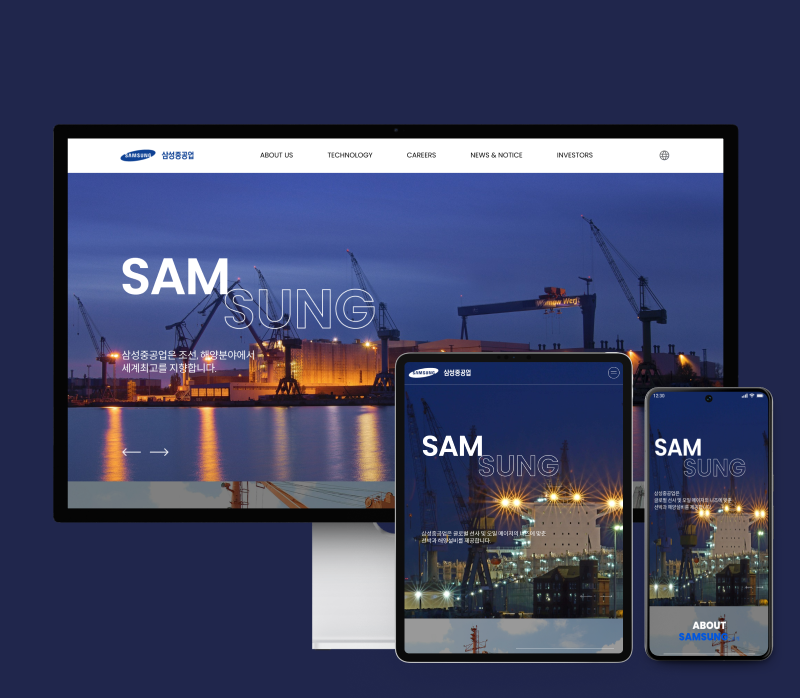 SAMSUNG 삼성중공업
ABOUT US TECHNOLOGY CAREERS NEWS & NOTICE INVESTORS
SAM
SUNG
삼성중공업은 조선, 해양분야에서
세계최고를 지향합니다.
SAMSUNG 삼성중공업
SAM
SUNG
삼성중공업은 글로벌 선사 및 오일 메이저의 니즈에 맞춘
선박과 해양설비를 제공합니다.
12:30
SAM
SUNG
삼성중공업은
글로벌 선사 및 오일 메이저의 니즈에 맞춘
선박과 해양설비를 제공합니다.
ABOUT
SAMSUNG